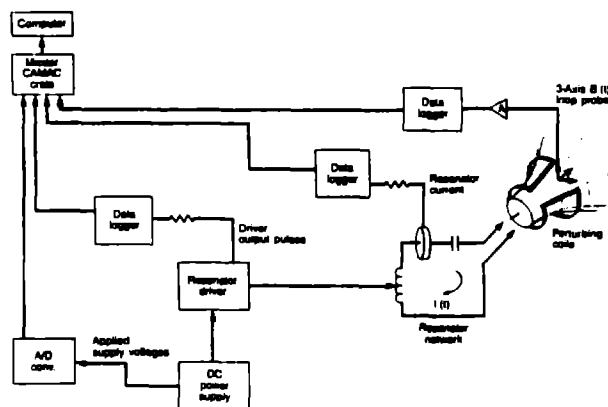 Computer
Master
CAMAC
crate
3-Axis B (t)
loop probe
Data
logger
A
Data
logger
Resonator
current
Data
logger
Driver
output pulses
Perturbing
coils
Resonator
driver
I (t)
Resonator
network
A/D
conv.
Applied
supply voltages
DC
power
supply